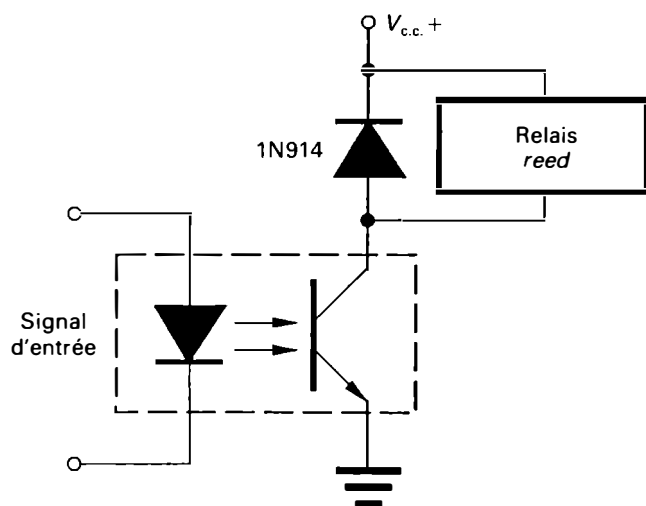 V c.c. +
1N914
Relais
reed
Signal
d'entrée